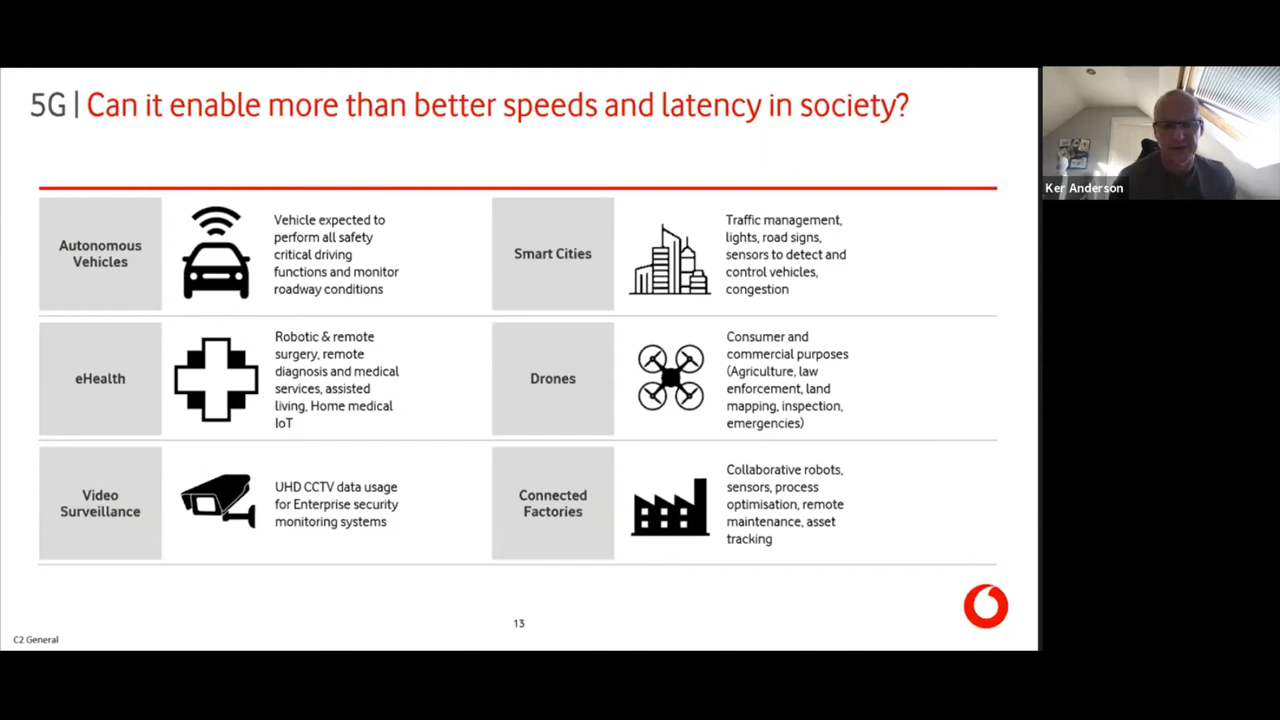 5G | Can it enable more than better speeds and latency in society?
Ker Anderson
Autonomous
Vehicles
Vehicle expected to
perform all safety
critical driving
functions and monitor
roadway conditions
Smart Cities
Traffic management,
lights, road signs,
sensors to detect and
control vehicles,
congestion
eHealth
Robotic & remote
surgery, remote
diagnosis and medical
services, assisted
living, Home medical
IoT
Drones
Consumer and
commercial purposes
(Agriculture, law
enforcement, land
mapping, inspection,
emergencies)
Video
Surveillance
UHD CCTV data usage
for Enterprise security
monitoring systems
Connected
Factories
Collaborative robots,
sensors, process
optimisation, remote
maintenance, asset
tracking
13
C2 General